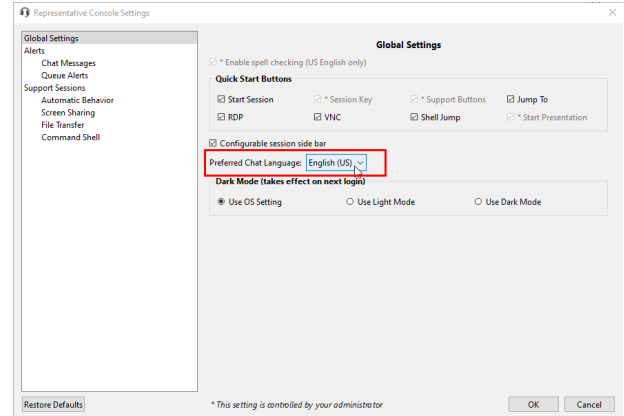 Representative Console Settings
Global Settings
Alerts
Chat Messages
Queue Alerts
Support Sessions
Automatic Behavior
Screen Sharing
File Transfer
Command Shell
Global Settings
* Enable spell checking (US English only)
Quick Start Buttons
Start Session * Session Key * Support Buttons Jump To
RDP VNC Shell Jump * Start Presentation
Configurable session side bar
Preferred Chat Language: English (US)
Dark Mode (takes effect on next login)
Use OS Setting Use Light Mode Use Dark Mode
Restore Defaults * This setting is controlled by your administrator OK Cancel